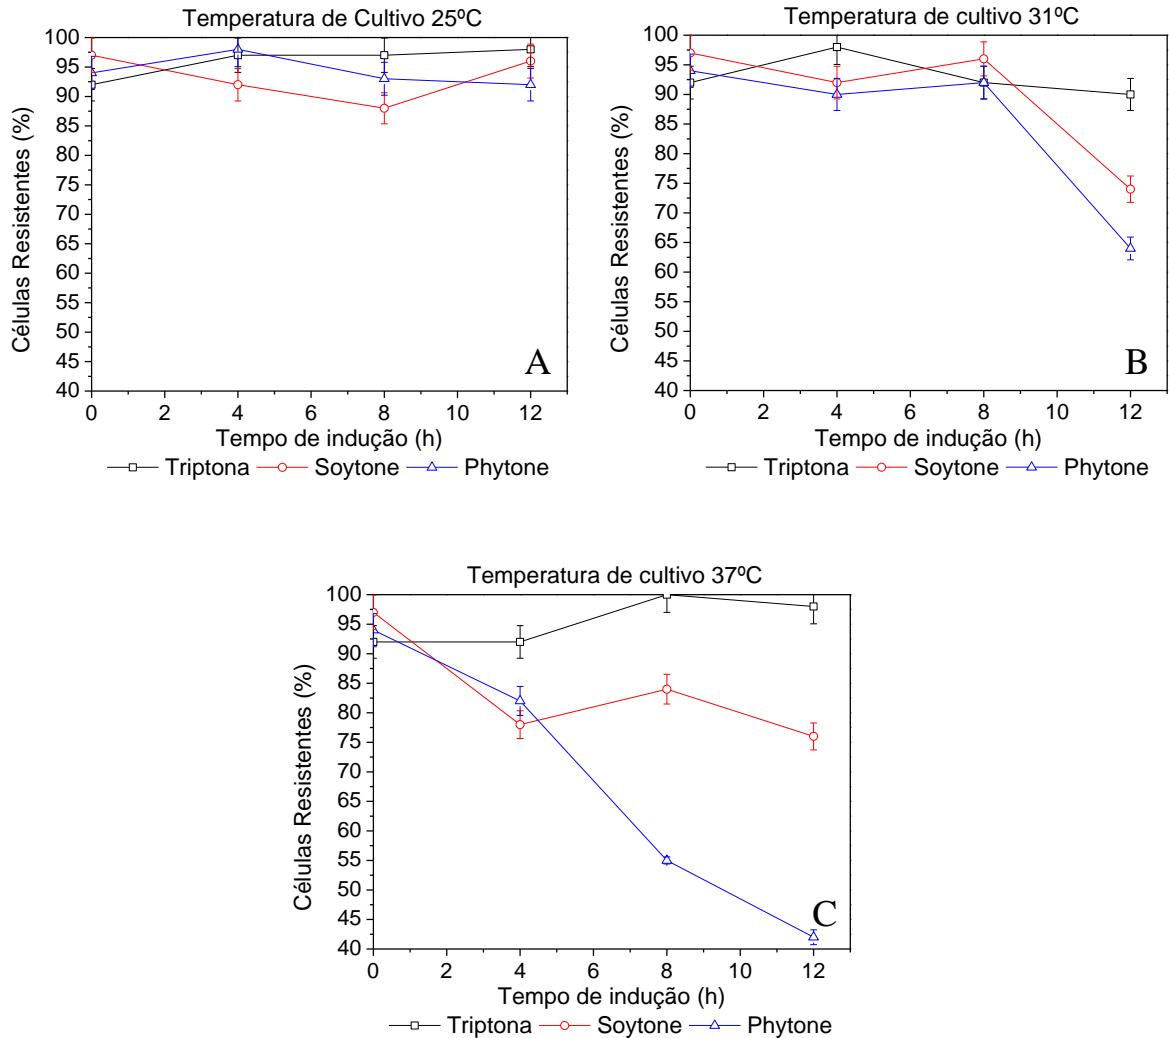 Temperatura de Cultivo 25ºC
100
95
90
85
80
75
70
65
60
55
50
45
40
Células Resistentes (%)
A
0 2 4 6 8 10 12
Tempo de indução (h)
Triptona Soytone Phytone
Temperatura de cultivo 31ºC
100
95
90
85
80
75
70
65
60
55
50
45
40
Células Resistentes (%)
B
0 2 4 6 8 10 12
Tempo de indução (h)
Triptona Soytone Phytone
Temperatura de cultivo 37ºC
100
95
90
85
80
75
70
65
60
55
50
45
40
Células Resistentes (%)
C
0 2 4 6 8 10 12
Tempo de indução (h)
Triptona Soytone Phytone